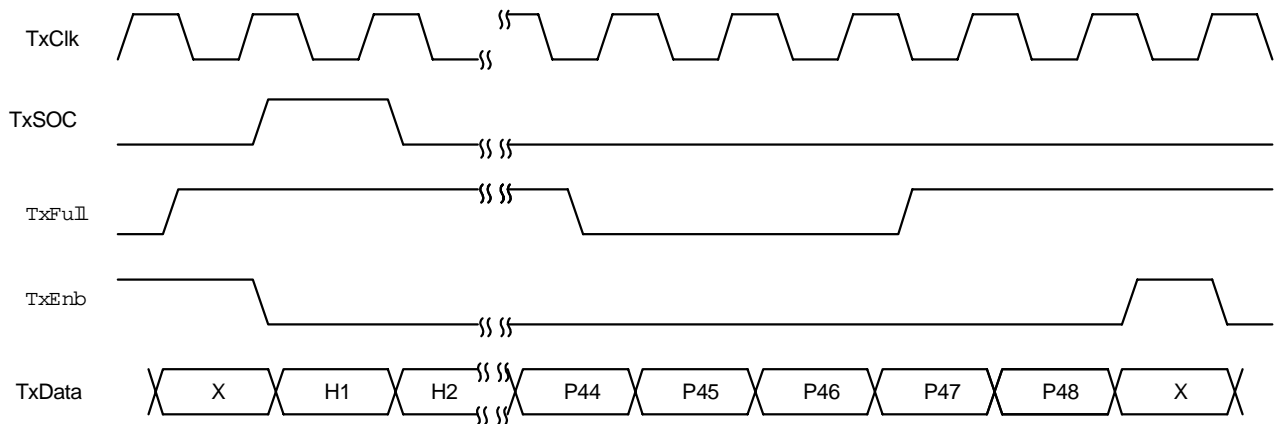 TxClk
TxSOC
TxFull
TxEnb
TxData X H1 H2 P44 P45 P46 P47 P48 X